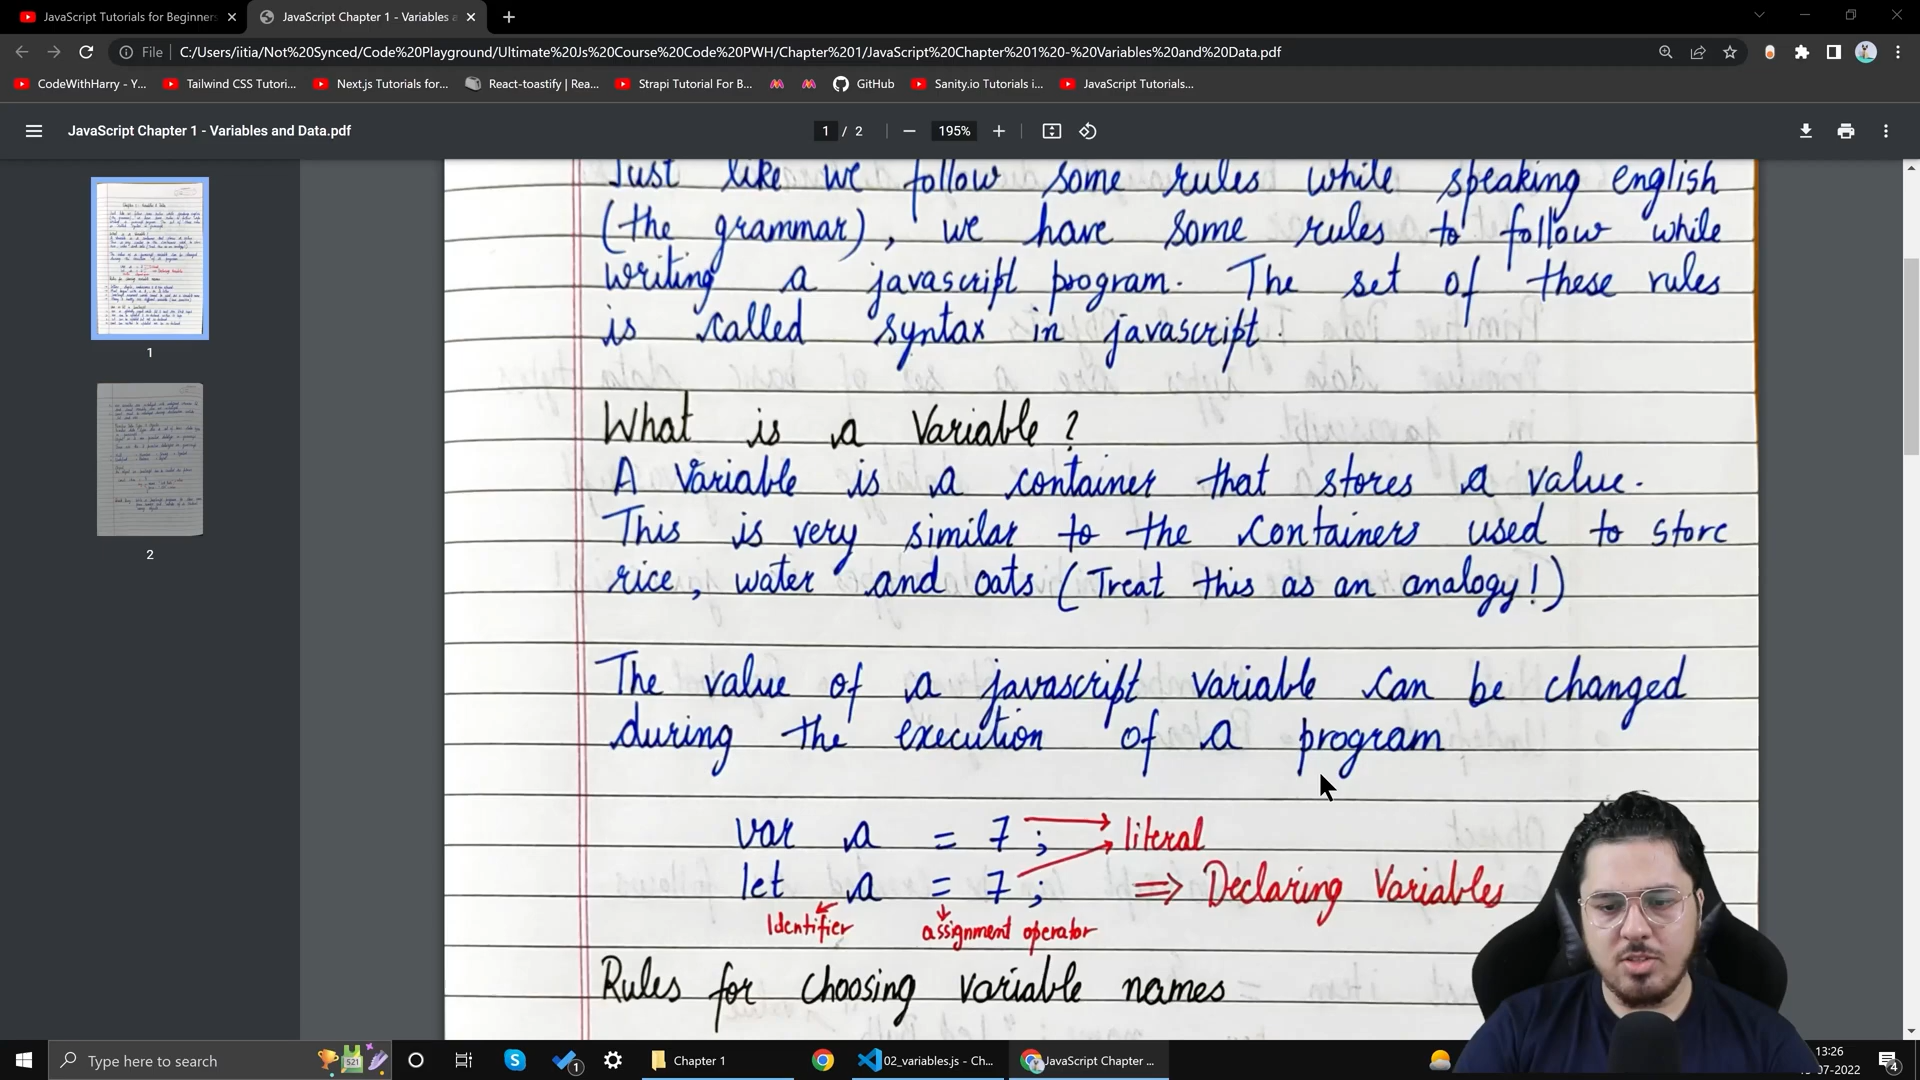 JavaScript Tutorials for Beginners
JavaScript Chapter 1 - Variables a
File
C:/Users/iitia/Not%20Synced/Code%20Playground/Ultimate%20Js%20Course%20Code%20PWH/Chapter%201/JavaScript%20Chapter%201%20-%20Variables%20and%20Data.pdf
CodeWithHarry - Y...
Tailwind CSS Tutori...
Next.js Tutorials for...
React-toastify | Rea...
Strapi Tutorial For B...
GitHub
Sanity.io Tutorials i...
JavaScript Tutorials...
JavaScript Chapter 1 - Variables and Data.pdf
1 / 2
195%
1
2
Just like we follow some rules while speaking english
(the grammar), we have some rules to follow while
writing a javascript program. The set of these rules
is called syntax in javascript.
What is a Variable?
A Variable is a container that stores a value.
This is very similar to the containers used to store
rice, water and oats (Treat this as an analogy!)
The value of a javascript variable can be changed
during the execution of a program
var a = 7; literal
let a = 7; => Declaring Variables
Identifier assignment operator
Rules for choosing variable names
Type here to search
521
1
Chapter 1
02_variables.js - Ch...
JavaScript Chapter ...
13:26
07-2022
4